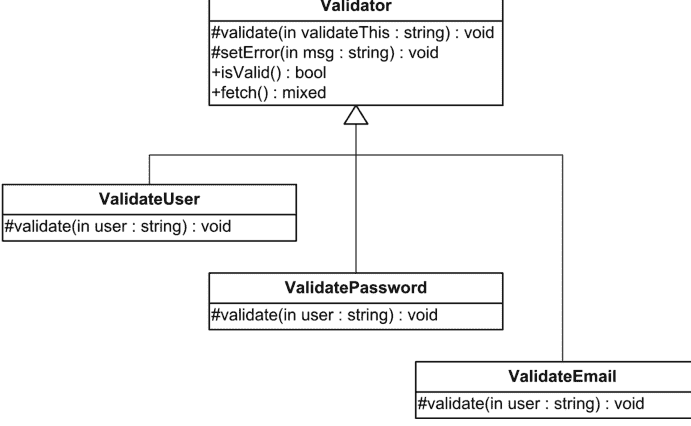 Validator
#validate(in validateThis : string) : void
#setError(in msg : string) : void
+isValid() : bool
+fetch() : mixed
ValidateUser
#validate(in user : string) : void
ValidatePassword
#validate(in user : string) : void
ValidateEmail
#validate(in user : string) : void